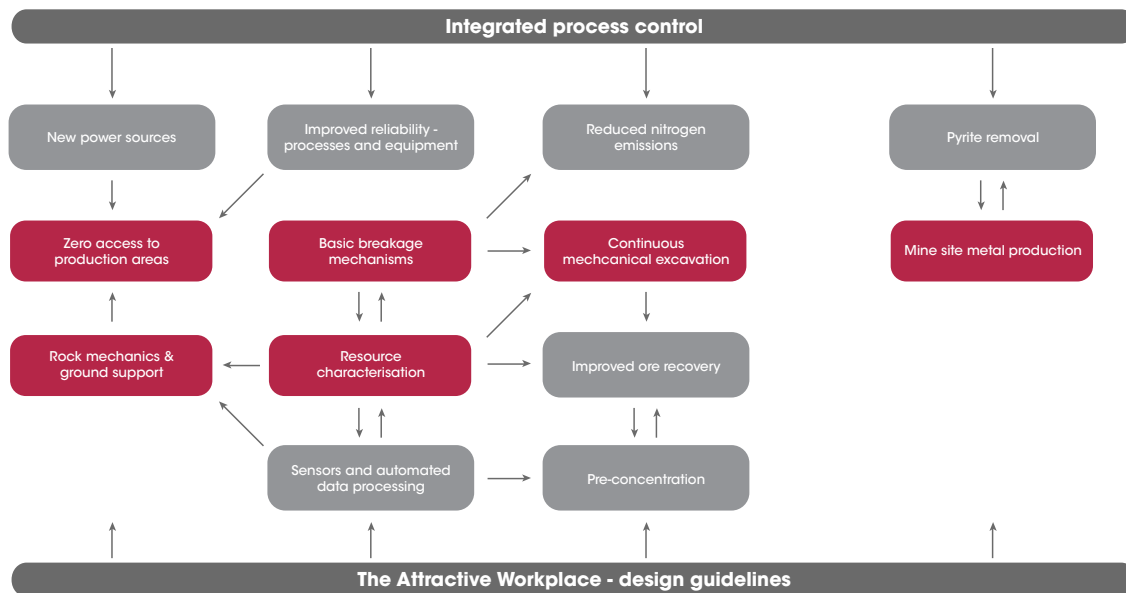 Integrated process control
New power sources
Improved reliability -
processes and equipment
Reduced nitrogen
emissions
Pyrite removal
Zero access to
production areas
Basic breakage
mechanisms
Continuous
mechcanical excavation
Mine site metal production
Rock mechanics &
ground support
Resource
characterisation
Improved ore recovery
Sensors and automated
data processing
Pre-concentration
The Attractive Workplace - design guidelines